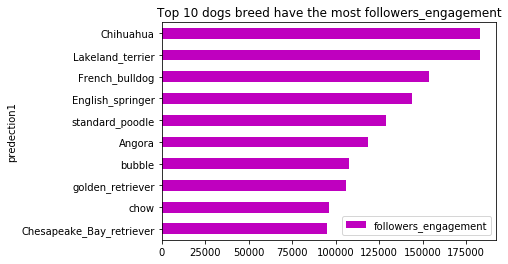 Top 10 dogs breed have the most followers_engagement
predection1
Chihuahua
Lakeland_terrier
French_bulldog
English_springer
standard_poodle
Angora
bubble
golden_retriever
chow
Chesapeake_Bay_retriever
followers_engagement
0 25000 50000 75000 100000 125000 150000 175000